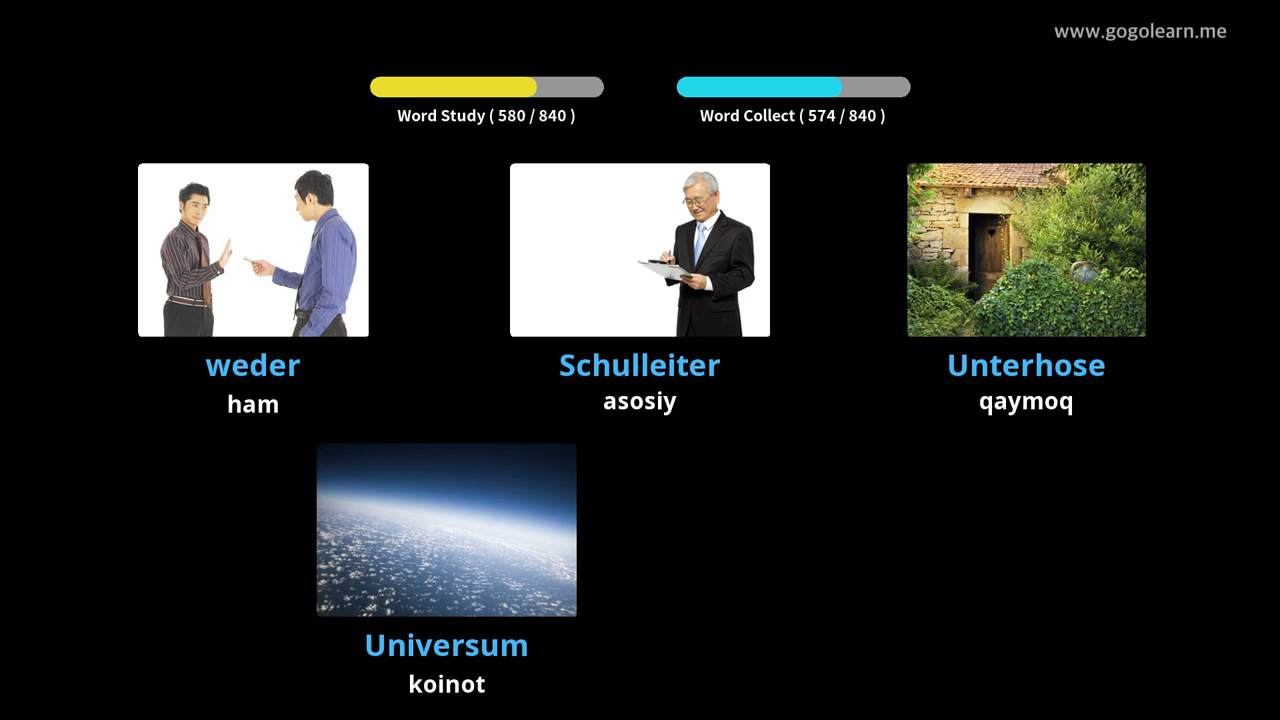 www.gogolearn.me
Word Study ( 580 / 840 )
Word Collect ( 574 / 840 )
weder
ham
Schulleiter
asosiy
Unterhose
qaymoq
Universum
koinot